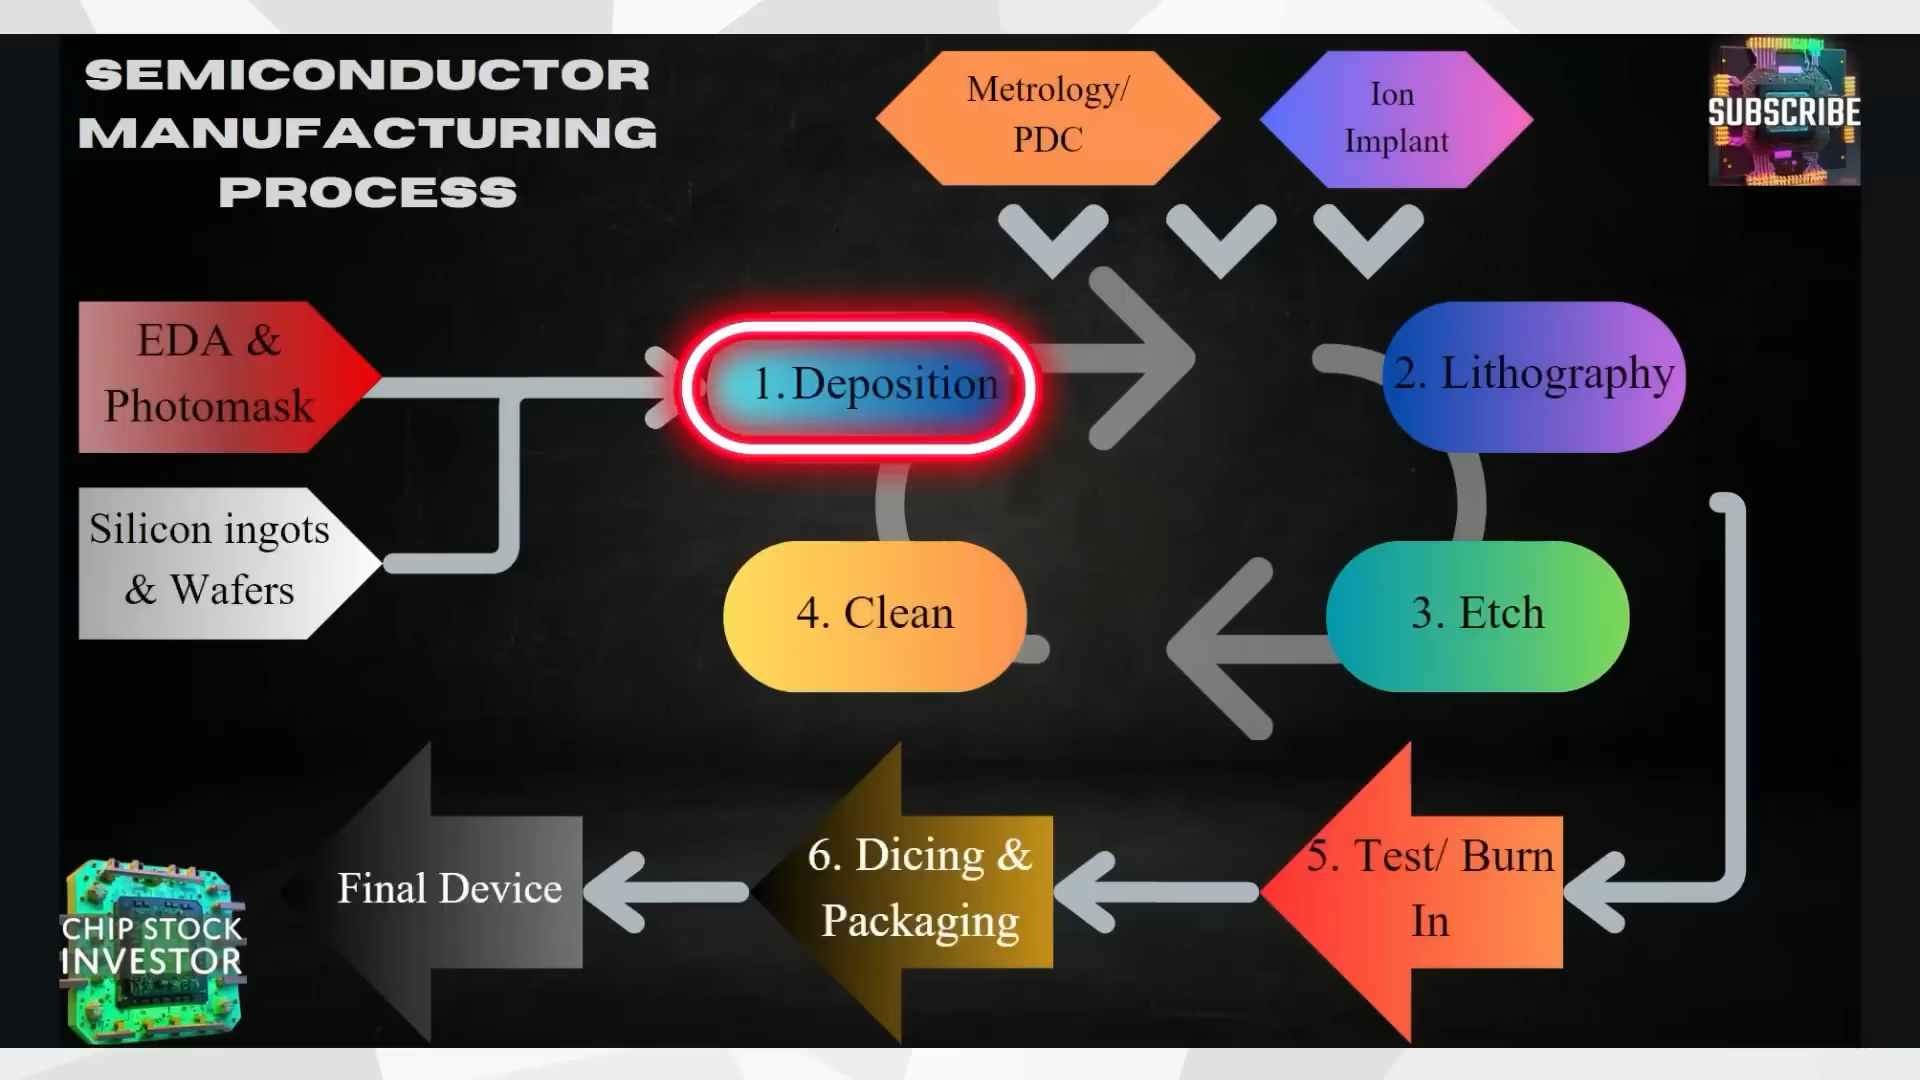 SEMICONDUCTOR
MANUFACTURING
PROCESS
Metrology/
PDC
Ion
Implant
SUBSCRIBE
EDA &
Photomask
1. Deposition
2. Lithography
Silicon ingots
& Wafers
4. Clean
3. Etch
Final Device
6. Dicing &
Packaging
5. Test/ Burn
In
CHIP STOCK
INVESTOR